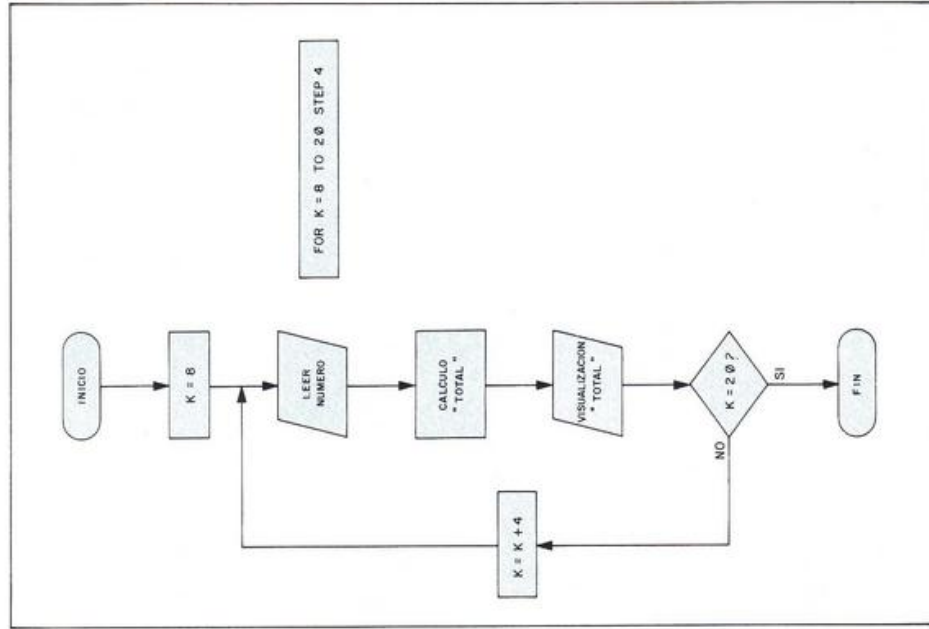 INICIO
K = 8
LEER
NUMERO
CALCULO
"TOTAL"
VISUALIZACION
"TOTAL"
K = 20?
NO
SI
K = K + 4
FIN
FOR K = 8 TO 20 STEP 4